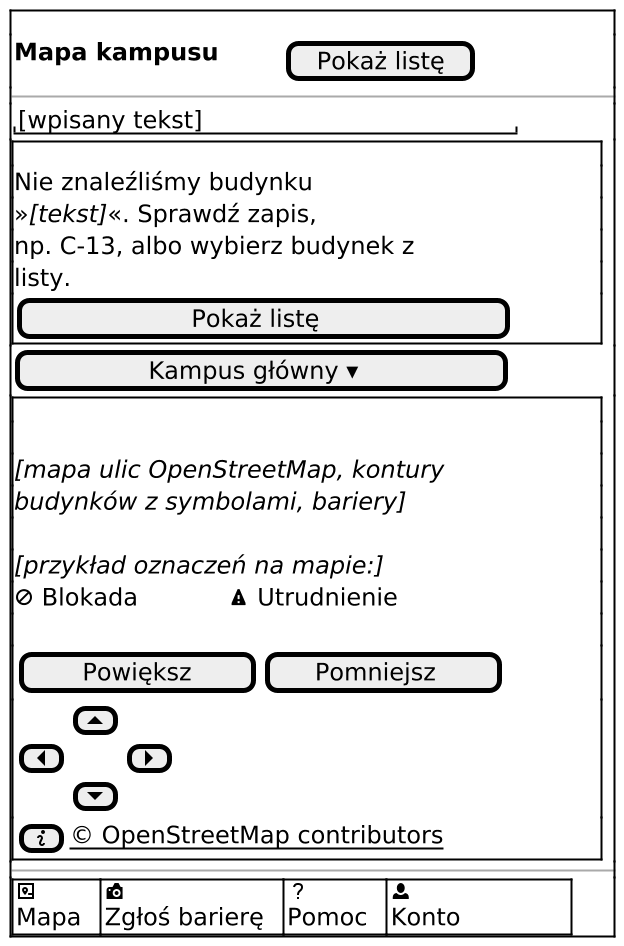 Mapa kampusu
Pokaż listę
[wpisany tekst]
Nie znaleźliśmy budynku
»[tekst]«. Sprawdź zapis,
np. C-13, albo wybierz budynek z
listy.
Pokaż listę
Kampus główny ▾
[mapa ulic OpenStreetMap, kontury
budynków z symbolami, bariery]
[przykład oznaczeń na mapie:]
Blokada
Utrudnienie
Powiększ
Pomniejsz
i
© OpenStreetMap contributors
Mapa
Zgłoś barierę
?
Pomoc
Konto